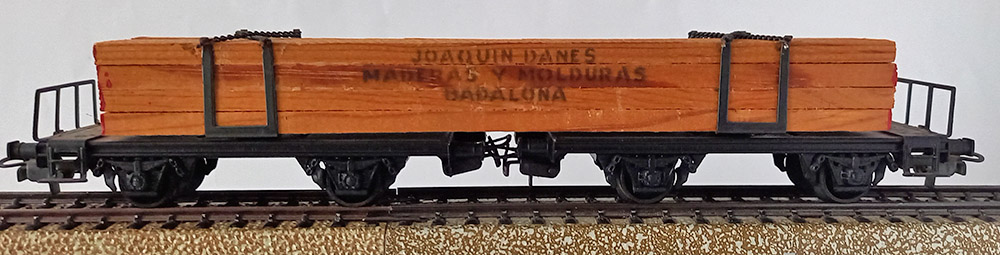 JOAQUIN DANES
MADERAS Y MOLDURAS
BADALONA